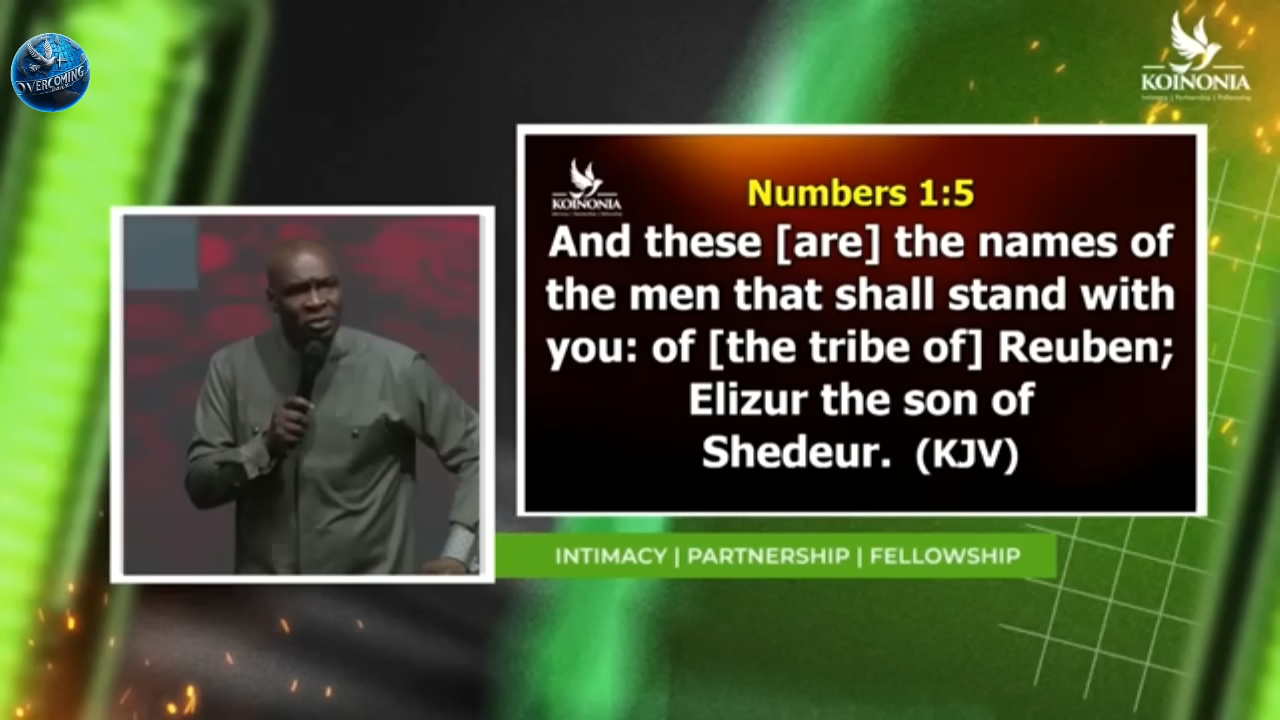 OVERCOMING
KOINONIA
Intimacy | Partnership | Fellowship
KOINONIA
Numbers 1:5
And these [are] the names of
the men that shall stand with
you: of [the tribe of] Reuben;
Elizur the son of
Shedeur. (KJV)
INTIMACY | PARTNERSHIP | FELLOWSHIP